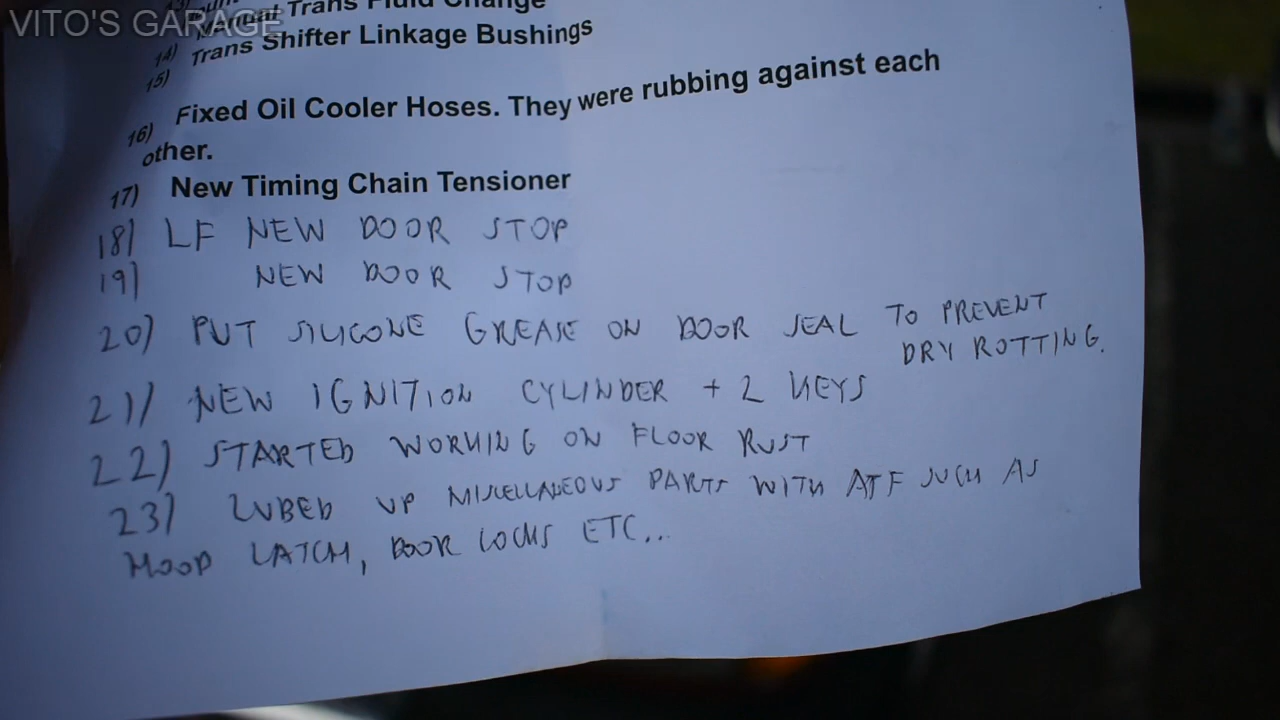 VITO'S GARAGE
Manual Trans Fluid Change
14) Trans Shifter Linkage Bushings
15)
16) Fixed Oil Cooler Hoses. They were rubbing against each
other.
17) New Timing Chain Tensioner
18) LF NEW DOOR STOP
19) NEW DOOR STOP
20) PUT SILICONE GREASE ON DOOR SEAL TO PREVENT
DRY ROTTING.
21) NEW IGNITION CYLINDER + 2 KEYS
22) STARTED WORKING ON FLOOR RUST
23) LUBED UP MISCELLANEOUS PARTS WITH ATF SUCH AS
HOOD LATCH, DOOR LOCKS ETC...